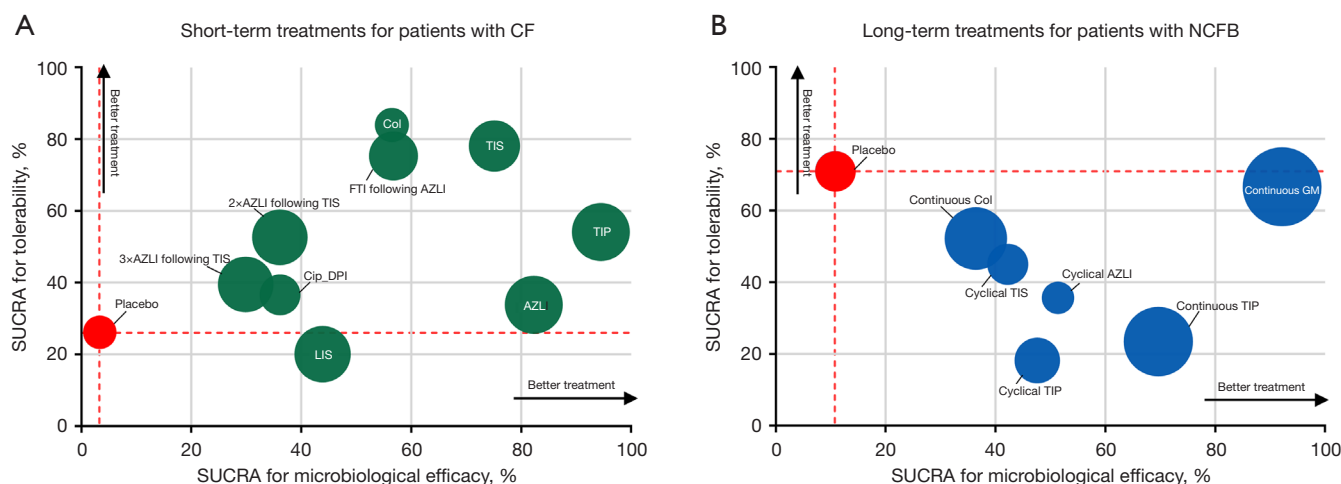 A
Short-term treatments for patients with CF
100
80
60
40
20
0
SUCRA for tolerability, %
Better treatment
Col
TIS
FTI following AZLI
2×AZLI following TIS
TIP
3×AZLI following TIS
Cip_DPI
Placebo
AZLI
LIS
Better treatment
0
20
40
60
80
100
SUCRA for microbiological efficacy, %
B
Long-term treatments for patients with NCFB
100
80
60
40
20
0
SUCRA for tolerability, %
Better treatment
Placebo
Continuous GM
Continuous Col
Cyclical TIS
Cyclical AZLI
Continuous TIP
Cyclical TIP
Better treatment
0
20
40
60
80
100
SUCRA for microbiological efficacy, %